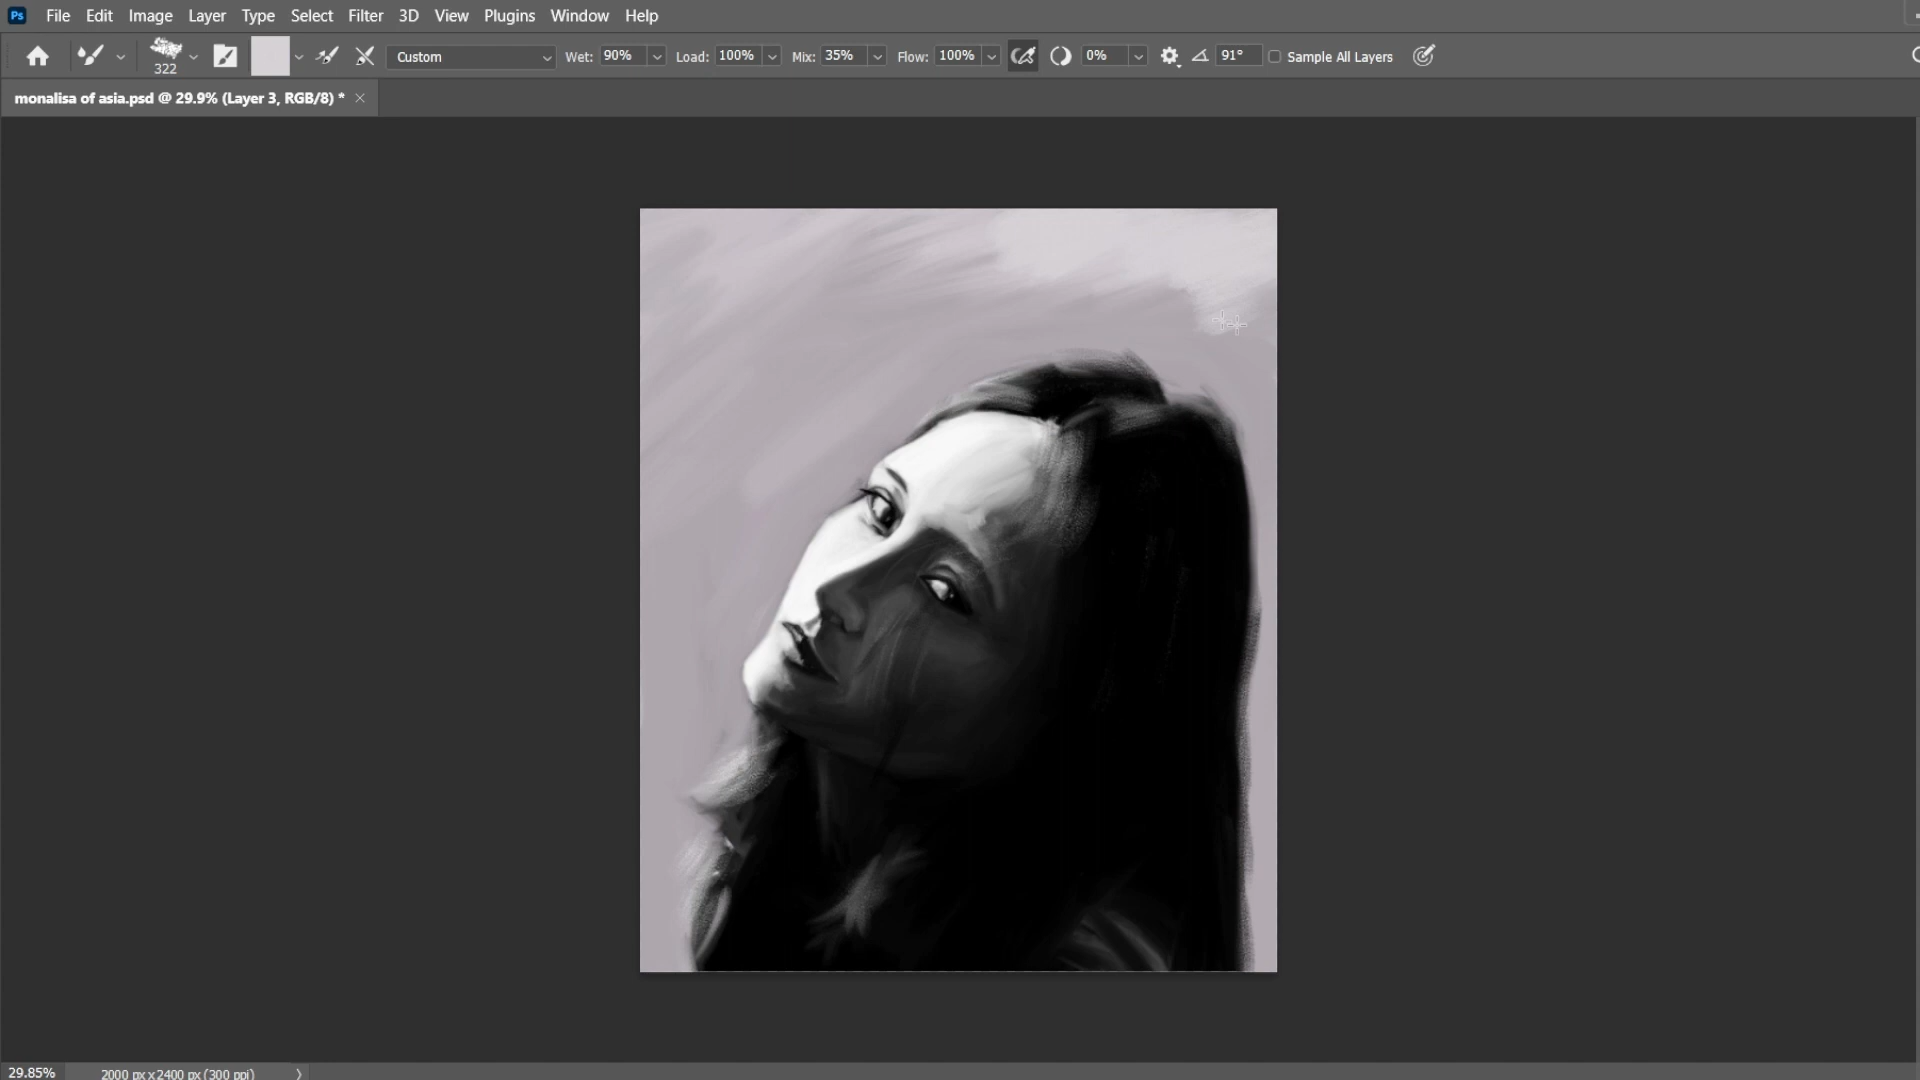 Ps File Edit Image Layer Type Select Filter 3D View Plugins Window Help
322 Custom Wet: 90% Load: 100% Mix: 35% Flow: 100% 0% 91° Sample All Layers
monalisa of asia.psd @ 29.9% (Layer 3, RGB/8) *
29.85% 2000 px x 2400 px (300 ppi)